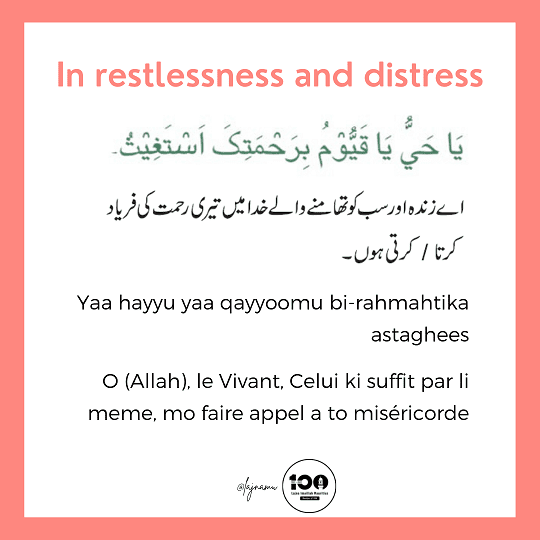 In restlessness and distress
يَا حَيُّ يَا قَيُّوْمُ بِرَحْمَتِکَ اَسْتَغِيْثُ۔
اے زندہ اور سب کو تھامنے والے خدا میں تیری رحمت کی فریاد
کرتا / کرتی ہوں ۔
Yaa hayyu yaa qayyoomu bi-rahmahtika
astaghees
O (Allah), le Vivant, Celui ki suffit par li
meme, mo faire appel a to miséricorde
@lajnamu
100
Lajna Imaillah Mauritius